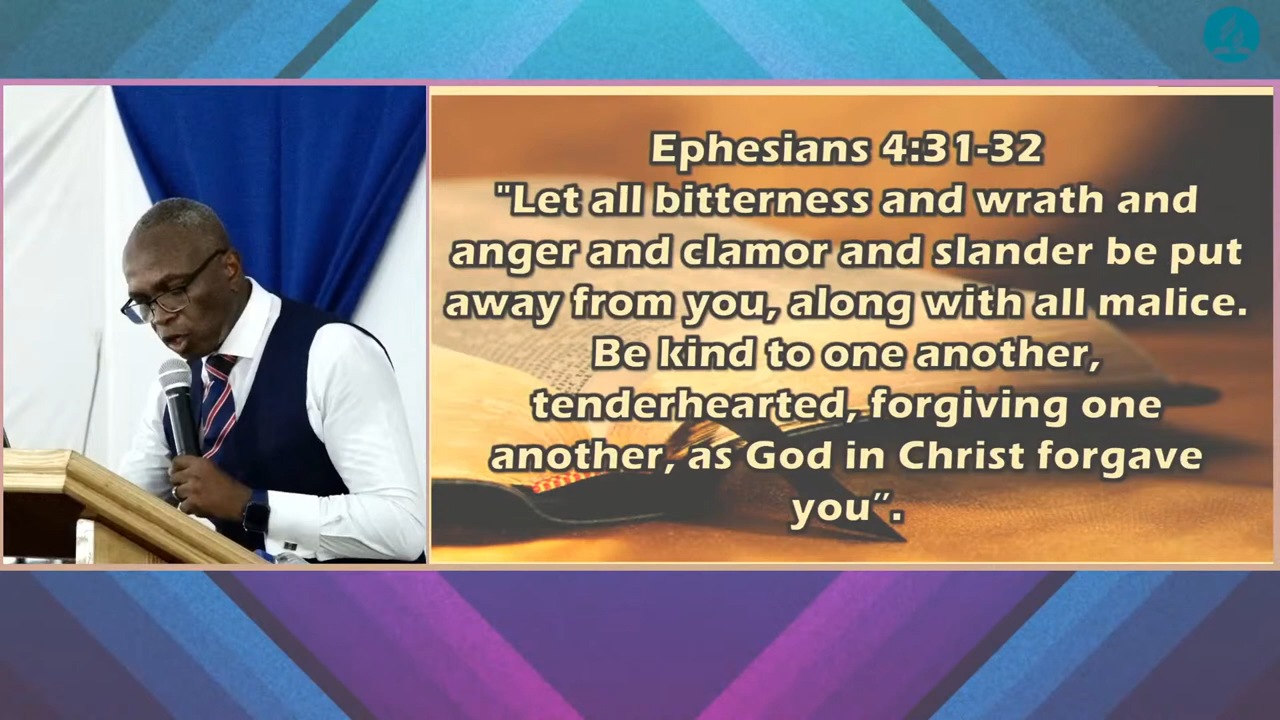 Ephesians 4:31-32
"Let all bitterness and wrath and
anger and clamor and slander be put
away from you, along with all malice.
Be kind to one another,
tenderhearted, forgiving one
another, as God in Christ forgave
you”.